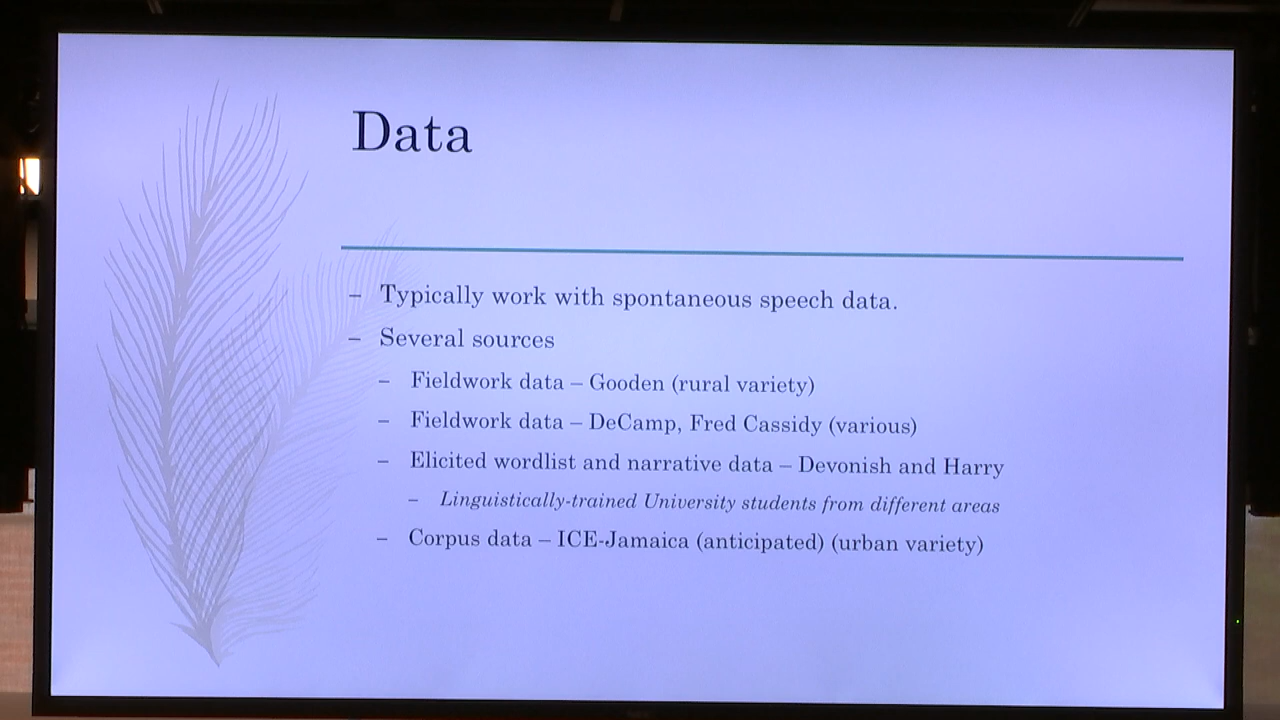 Data
– Typically work with spontaneous speech data.
– Several sources
– Fieldwork data – Gooden (rural variety)
– Fieldwork data – DeCamp, Fred Cassidy (various)
– Elicited wordlist and narrative data – Devonish and Harry
– Linguistically-trained University students from different areas
– Corpus data – ICE-Jamaica (anticipated) (urban variety)